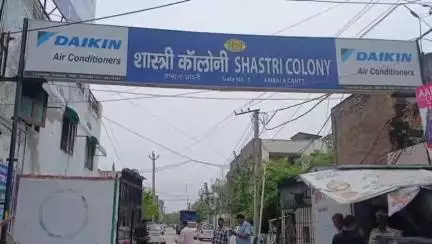 DAIKIN
Air Conditioners
शास्त्री कॉलोनी SHASTRI COLONY
Gate No. 1 AMBALA CANTT.
DAIKIN
Air Conditioners